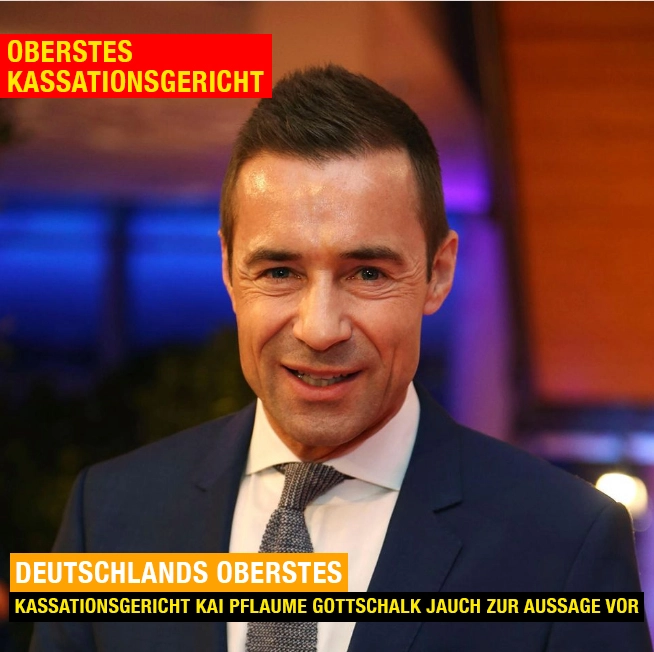 OBERSTES
KASSATIONSGERICHT
DEUTSCHLANDS OBERSTES
KASSATIONSGERICHT KAI PFLAUME GOTTSCHALK JAUCH ZUR AUSSAGE VOR